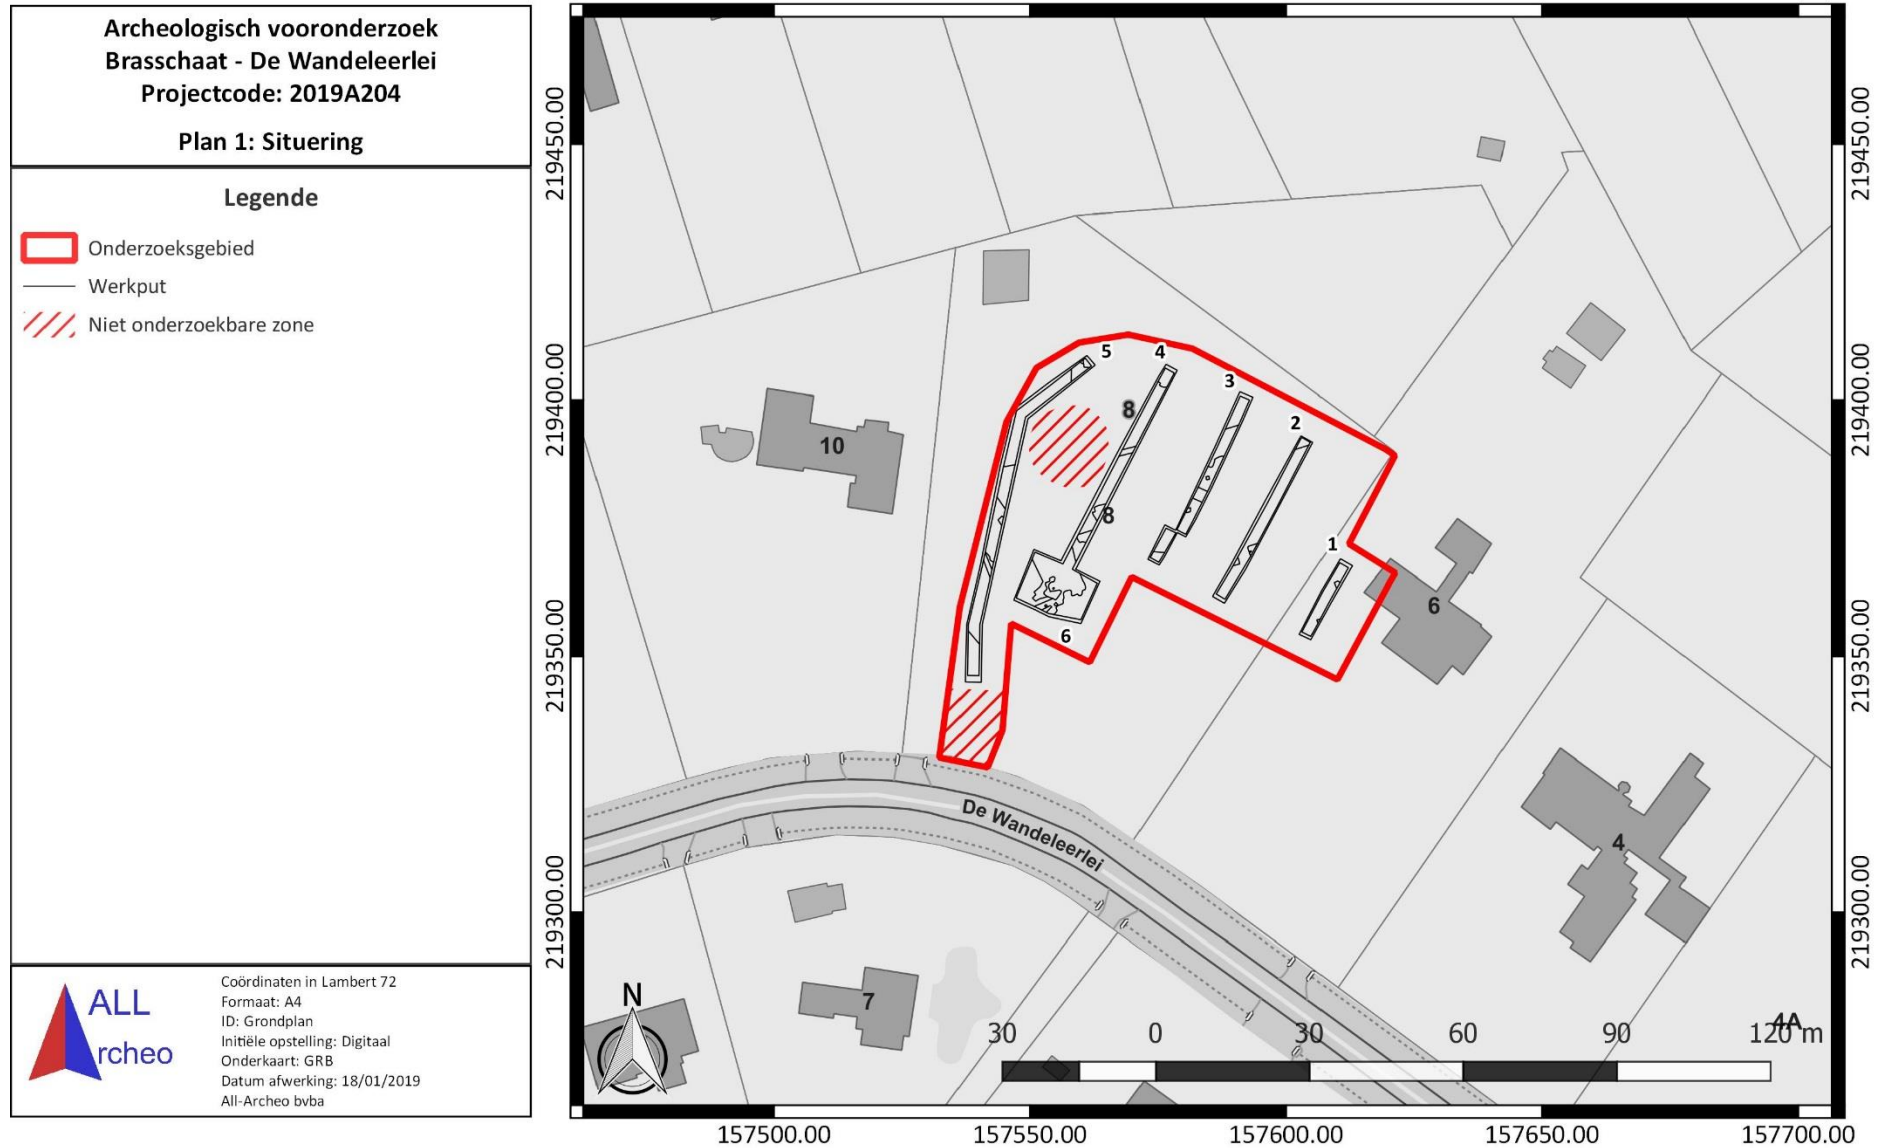 Archeologisch vooronderzoek
Brasschaat - De Wandeleerlei
Projectcode: 2019A204
Plan 1: Situering
Legende
Onderzoeksgebied
Werkput
Niet onderzoekbare zone
ALL
rcheo
Coördinaten in Lambert 72
Formaat: A4
ID: Grondplan
Initiële opstelling: Digitaal
Onderkaart: GRB
Datum afwerking: 18/01/2019
All-Archeo bvba
219450.00
219400.00
219350.00
219300.00
219450.00
219400.00
219350.00
219300.00
5
4
3
8
2
10
8
1
6
6
De Wandeleerlei
4
7
N
30 0 30 60 90 120 m
4A
157500.00 157550.00 157600.00 157650.00 157700.00